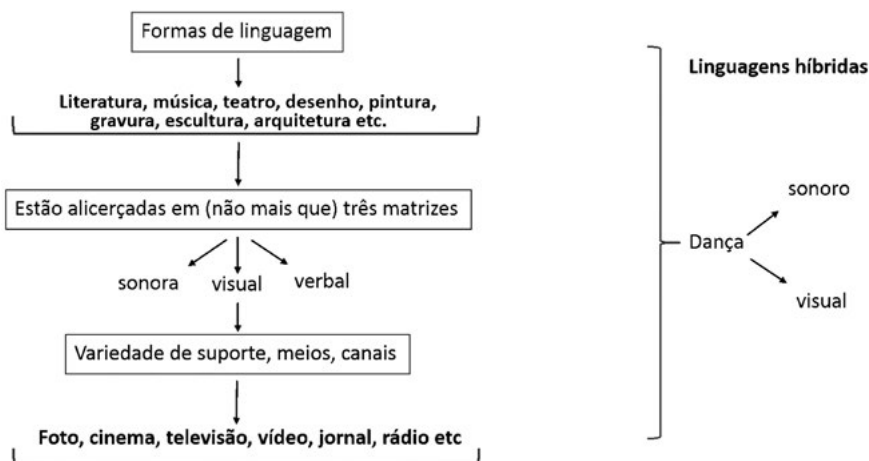 Formas de linguagem
Literatura, música, teatro, desenho, pintura,
gravura, escultura, arquitetura etc.
Estão alicerçadas em (não mais que) três matrizes
sonora visual verbal
Variedade de suporte, meios, canais
Foto, cinema, televisão, vídeo, jornal, rádio etc
Linguagens híbridas
sonoro
Dança
visual